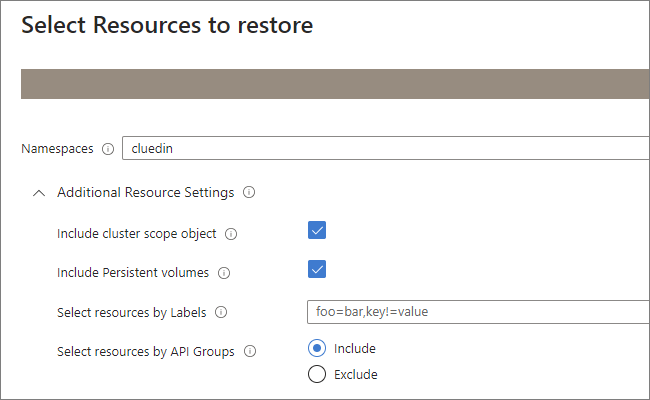 Select Resources to restore
Namespaces
cluedin
Additional Resource Settings
Include cluster scope object
Include Persistent volumes
Select resources by Labels
foo=bar,key!=value
Select resources by API Groups
Include
Exclude